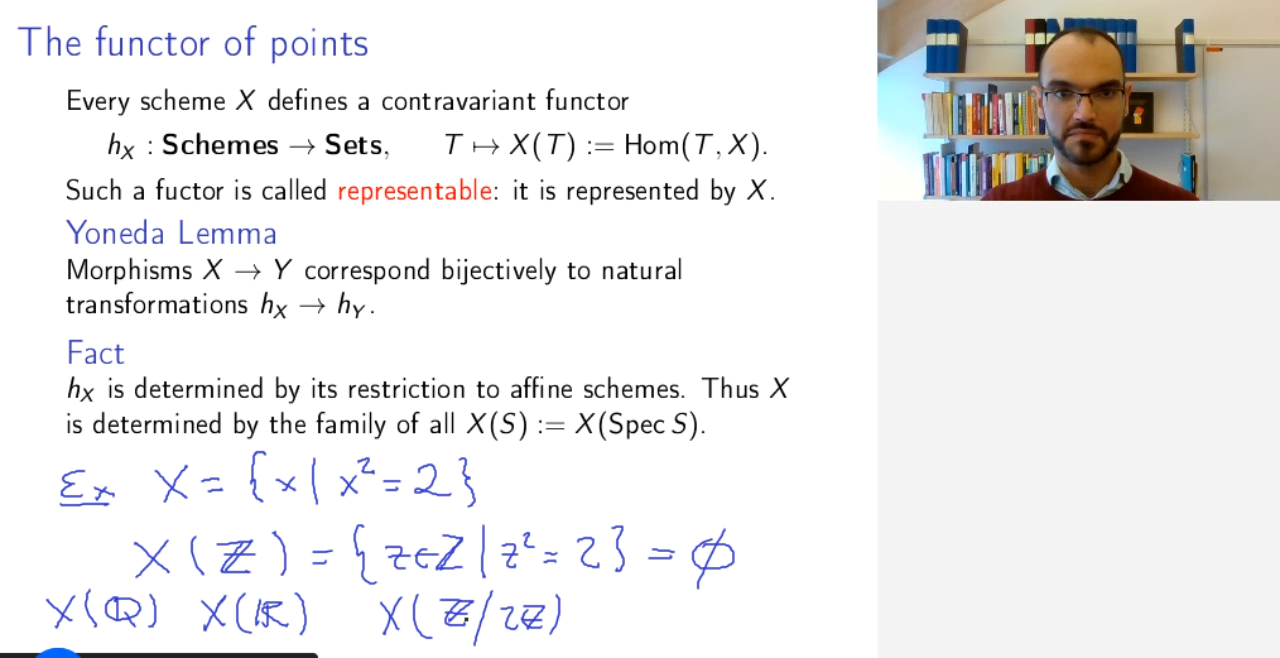 The functor of points
Every scheme X defines a contravariant functor
h_X : Schemes → Sets,    T ↦ X(T) := Hom(T, X).
Such a fuctor is called representable: it is represented by X.
Yoneda Lemma
Morphisms X → Y correspond bijectively to natural
transformations h_X → h_Y.
Fact
h_X is determined by its restriction to affine schemes. Thus X
is determined by the family of all X(S) := X(Spec S).
Ex X = {x | x² = 2}
X(ℤ) = {z∈ℤ | z² = 2} = ∅
X(ℚ)  X(ℝ)  X(ℤ/2ℤ)